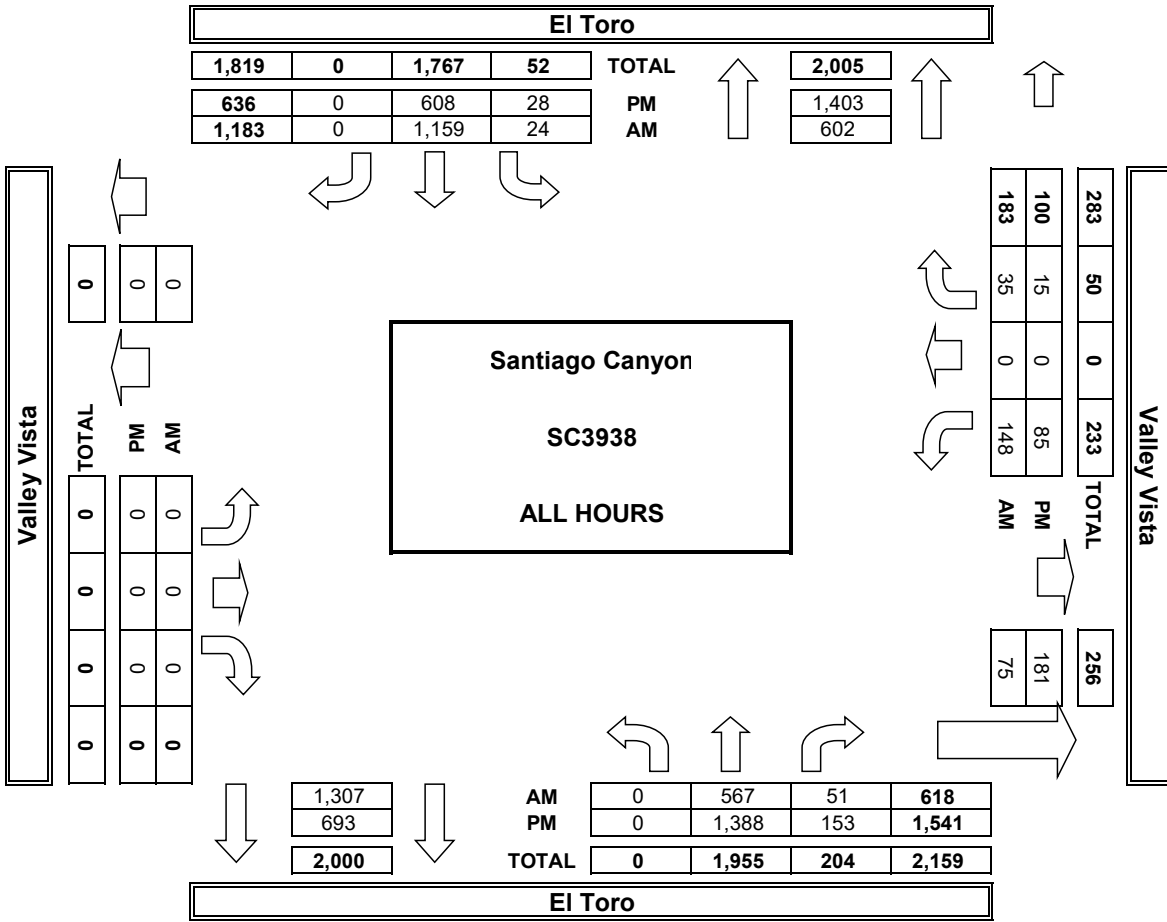 El Toro
1,819 0 1,767 52 TOTAL 2,005
636 0 608 28 PM 1,403
1,183 0 1,159 24 AM 602
Valley Vista
0 0 0
TOTAL PM AM
0 0 0
0 0 0
0 0 0
0 0 0
Santiago Canyon
SC3938
ALL HOURS
183 100 283
35 15 50
0 0 0
148 85 233
AM PM TOTAL
75 181 256
Valley Vista
1,307 AM 0 567 51 618
693 PM 0 1,388 153 1,541
2,000 TOTAL 0 1,955 204 2,159
El Toro